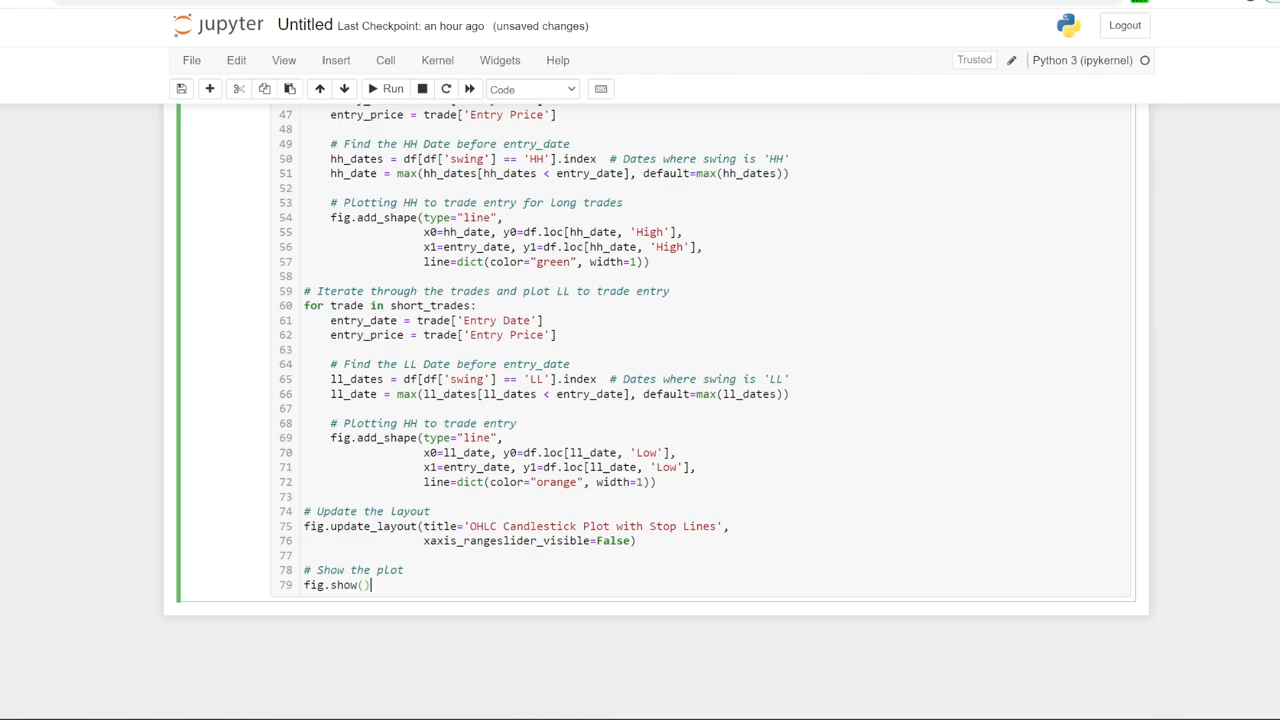 jupyter Untitled Last Checkpoint: an hour ago (unsaved changes) Logout
File Edit View Insert Cell Kernel Widgets Help Trusted Python 3 (ipykernel)
Run Code
47 entry_price = trade['Entry Price']
48
49 # Find the HH Date before entry_date
50 hh_dates = df[df['swing'] == 'HH'].index # Dates where swing is 'HH'
51 hh_date = max(hh_dates[hh_dates < entry_date], default=max(hh_dates))
52
53 # Plotting HH to trade entry for long trades
54 fig.add_shape(type="line",
55 x0=hh_date, y0=df.loc[hh_date, 'High'],
56 x1=entry_date, y1=df.loc[hh_date, 'High'],
57 line=dict(color="green", width=1))
58
59 # Iterate through the trades and plot LL to trade entry
60 for trade in short_trades:
61 entry_date = trade['Entry Date']
62 entry_price = trade['Entry Price']
63
64 # Find the LL Date before entry_date
65 ll_dates = df[df['swing'] == 'LL'].index # Dates where swing is 'LL'
66 ll_date = max(ll_dates[ll_dates < entry_date], default=max(ll_dates))
67
68 # Plotting HH to trade entry
69 fig.add_shape(type="line",
70 x0=ll_date, y0=df.loc[ll_date, 'Low'],
71 x1=entry_date, y1=df.loc[ll_date, 'Low'],
72 line=dict(color="orange", width=1))
73
74 # Update the layout
75 fig.update_layout(title='OHLC Candlestick Plot with Stop Lines',
76 xaxis_rangeslider_visible=False)
77
78 # Show the plot
79 fig.show()